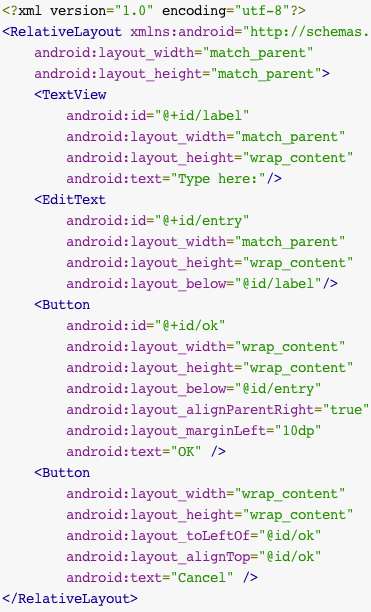 <?xml version="1.0" encoding="utf-8"?>
<RelativeLayout xmlns:android="http://schemas.
    android:layout_width="match_parent"
    android:layout_height="match_parent">
    <TextView
        android:id="@+id/label"
        android:layout_width="match_parent"
        android:layout_height="wrap_content"
        android:text="Type here:"/>
    <EditText
        android:id="@+id/entry"
        android:layout_width="match_parent"
        android:layout_height="wrap_content"
        android:layout_below="@id/label"/>
    <Button
        android:id="@+id/ok"
        android:layout_width="wrap_content"
        android:layout_height="wrap_content"
        android:layout_below="@id/entry"
        android:layout_alignParentRight="true"
        android:layout_marginLeft="10dp"
        android:text="OK" />
    <Button
        android:layout_width="wrap_content"
        android:layout_height="wrap_content"
        android:layout_toLeftOf="@id/ok"
        android:layout_alignTop="@id/ok"
        android:text="Cancel" />
</RelativeLayout>